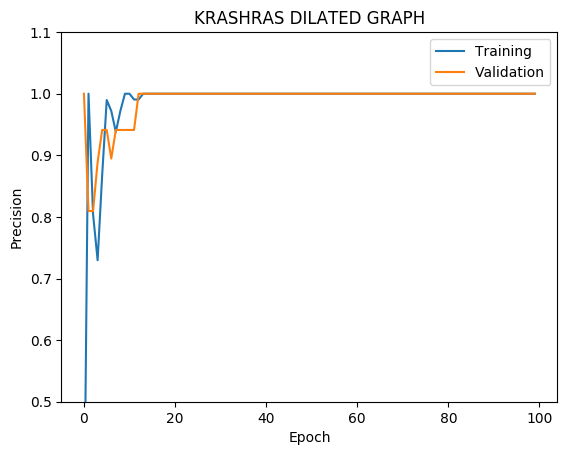 KRASHRAS DILATED GRAPH
1.1
1.0
0.9
0.8
0.7
0.6
0.5
Precision
Training
Validation
0 20 40 60 80 100
Epoch